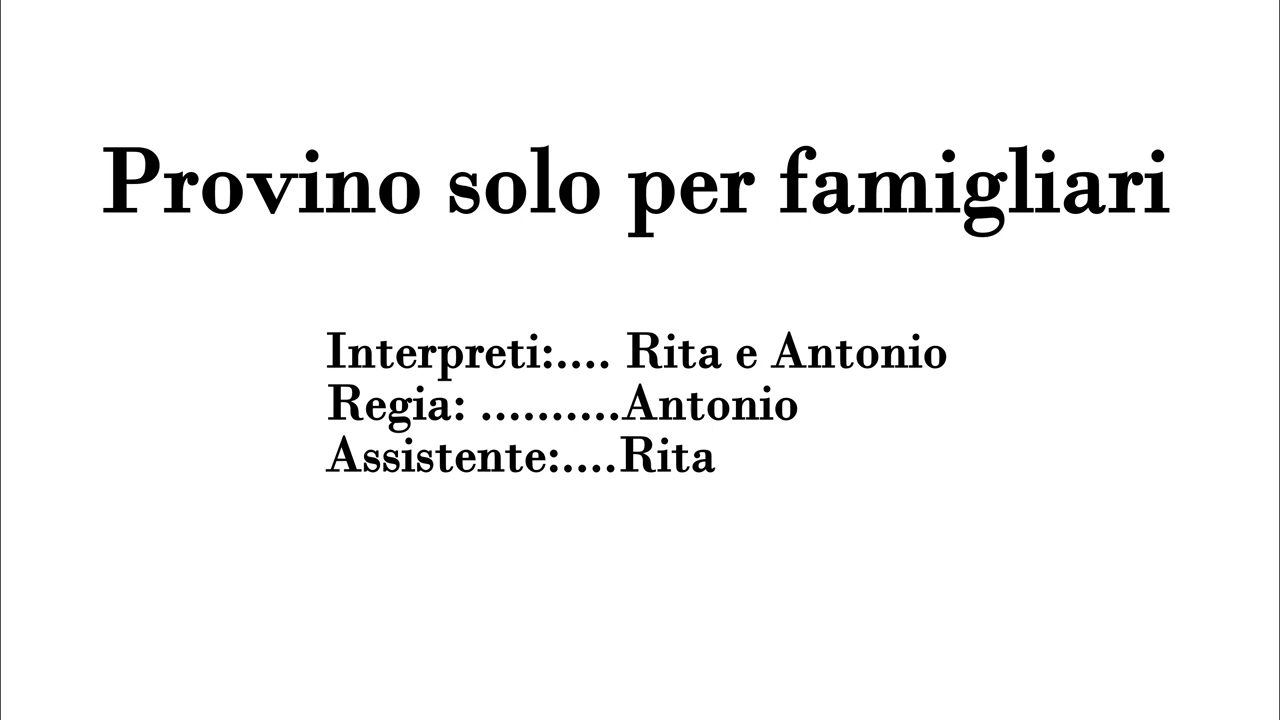 Provino solo per famigliari
Interpreti:.... Rita e Antonio
Regia: ..........Antonio
Assistente:....Rita